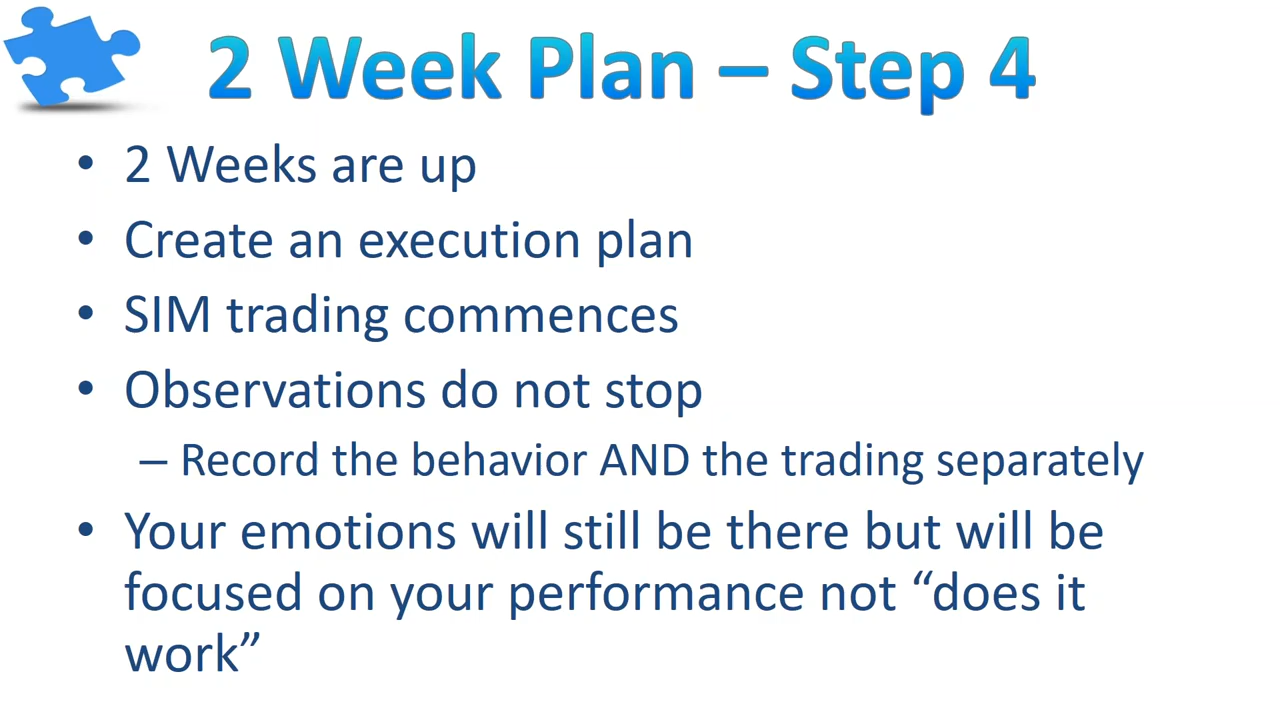 2 Week Plan – Step 4
• 2 Weeks are up
• Create an execution plan
• SIM trading commences
• Observations do not stop
– Record the behavior AND the trading separately
• Your emotions will still be there but will be
focused on your performance not “does it
work”